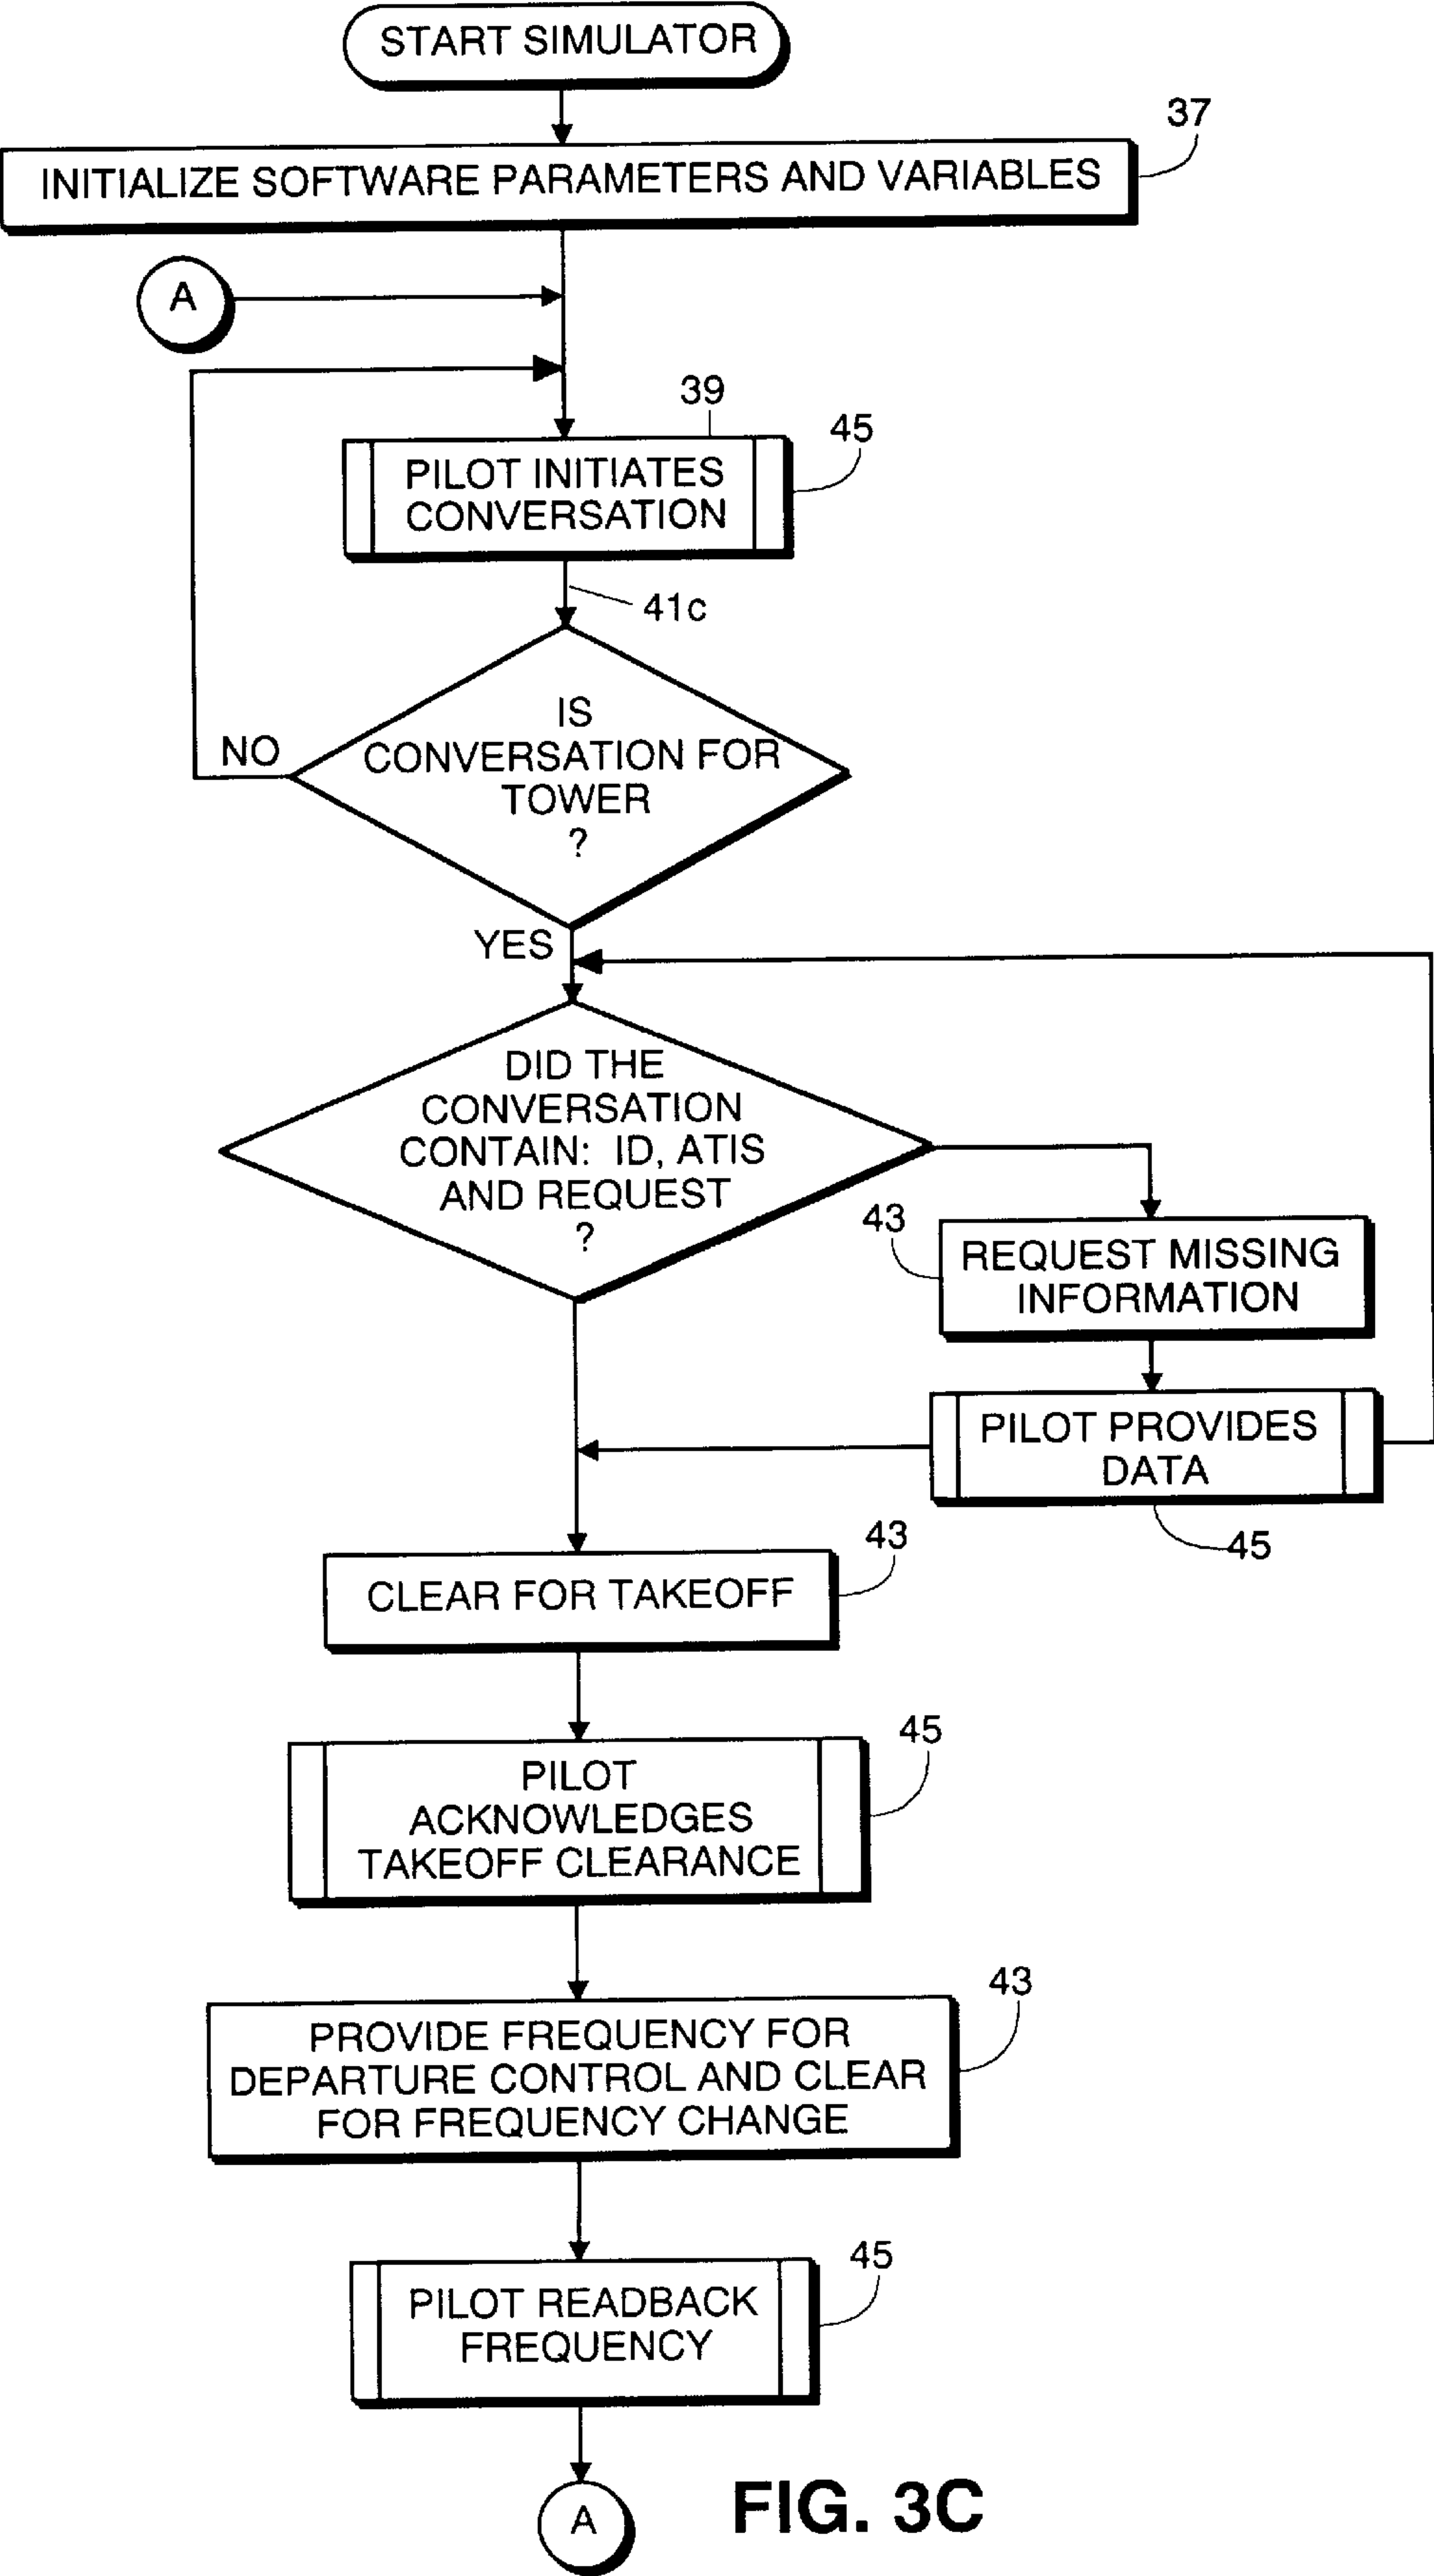 START SIMULATOR
37
INITIALIZE SOFTWARE PARAMETERS AND VARIABLES
A
39
45
PILOT INITIATES
CONVERSATION
41c
IS
CONVERSATION FOR
TOWER
?
NO
YES
DID THE
CONVERSATION
CONTAIN: ID, ATIS
AND REQUEST
?
43
REQUEST MISSING
INFORMATION
PILOT PROVIDES
DATA
45
43
CLEAR FOR TAKEOFF
45
PILOT
ACKNOWLEDGES
TAKEOFF CLEARANCE
43
PROVIDE FREQUENCY FOR
DEPARTURE CONTROL AND CLEAR
FOR FREQUENCY CHANGE
45
PILOT READBACK
FREQUENCY
A
FIG. 3C